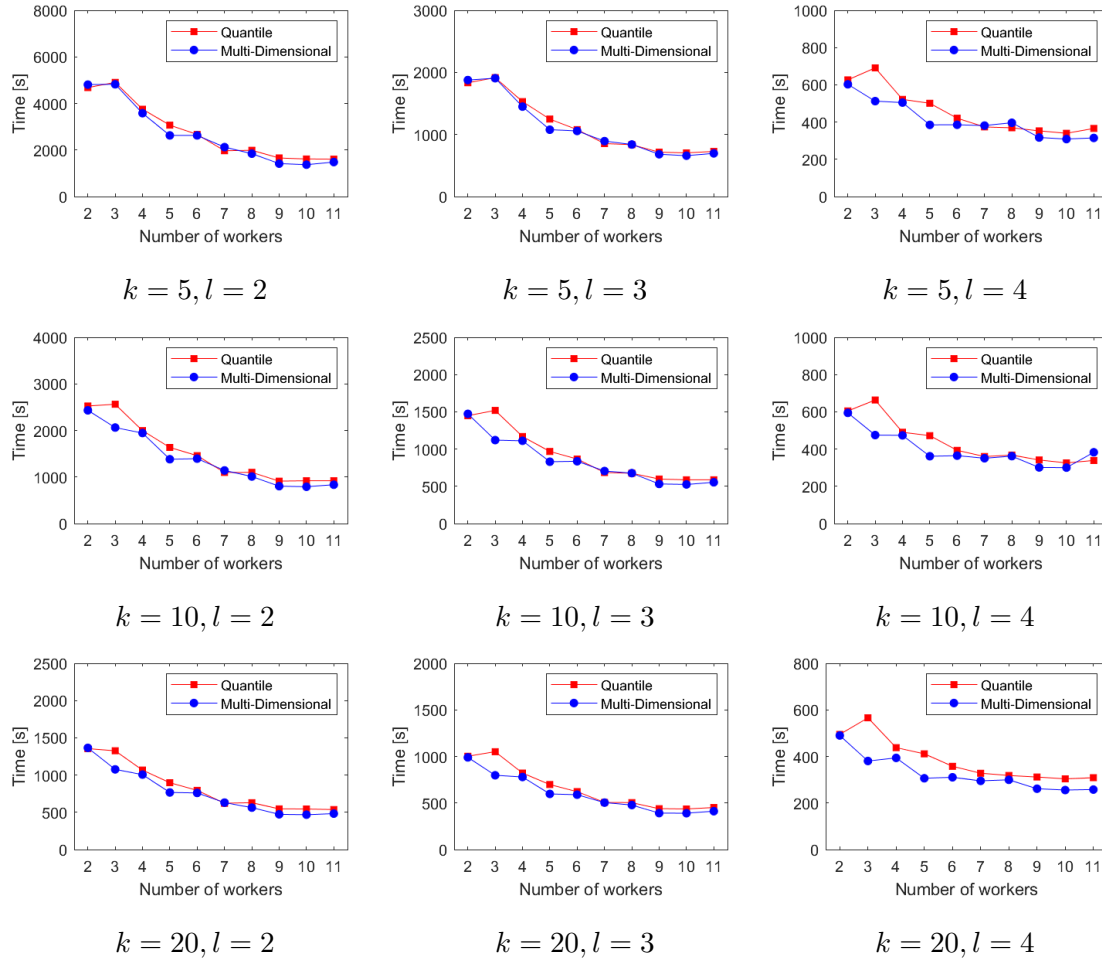 8000
6000
4000
2000
0
Time [s]
Quantile
Multi-Dimensional
2 3 4 5 6 7 8 9 10 11
Number of workers
k = 5, l = 2
3000
2000
1000
0
Time [s]
Quantile
Multi-Dimensional
2 3 4 5 6 7 8 9 10 11
Number of workers
k = 5, l = 3
1000
800
600
400
200
0
Time [s]
Quantile
Multi-Dimensional
2 3 4 5 6 7 8 9 10 11
Number of workers
k = 5, l = 4
4000
3000
2000
1000
0
Time [s]
Quantile
Multi-Dimensional
2 3 4 5 6 7 8 9 10 11
Number of workers
k = 10, l = 2
2500
2000
1500
1000
500
0
Time [s]
Quantile
Multi-Dimensional
2 3 4 5 6 7 8 9 10 11
Number of workers
k = 10, l = 3
1000
800
600
400
200
0
Time [s]
Quantile
Multi-Dimensional
2 3 4 5 6 7 8 9 10 11
Number of workers
k = 10, l = 4
2500
2000
1500
1000
500
0
Time [s]
Quantile
Multi-Dimensional
2 3 4 5 6 7 8 9 10 11
Number of workers
k = 20, l = 2
2000
1500
1000
500
0
Time [s]
Quantile
Multi-Dimensional
2 3 4 5 6 7 8 9 10 11
Number of workers
k = 20, l = 3
800
600
400
200
0
Time [s]
Quantile
Multi-Dimensional
2 3 4 5 6 7 8 9 10 11
Number of workers
k = 20, l = 4